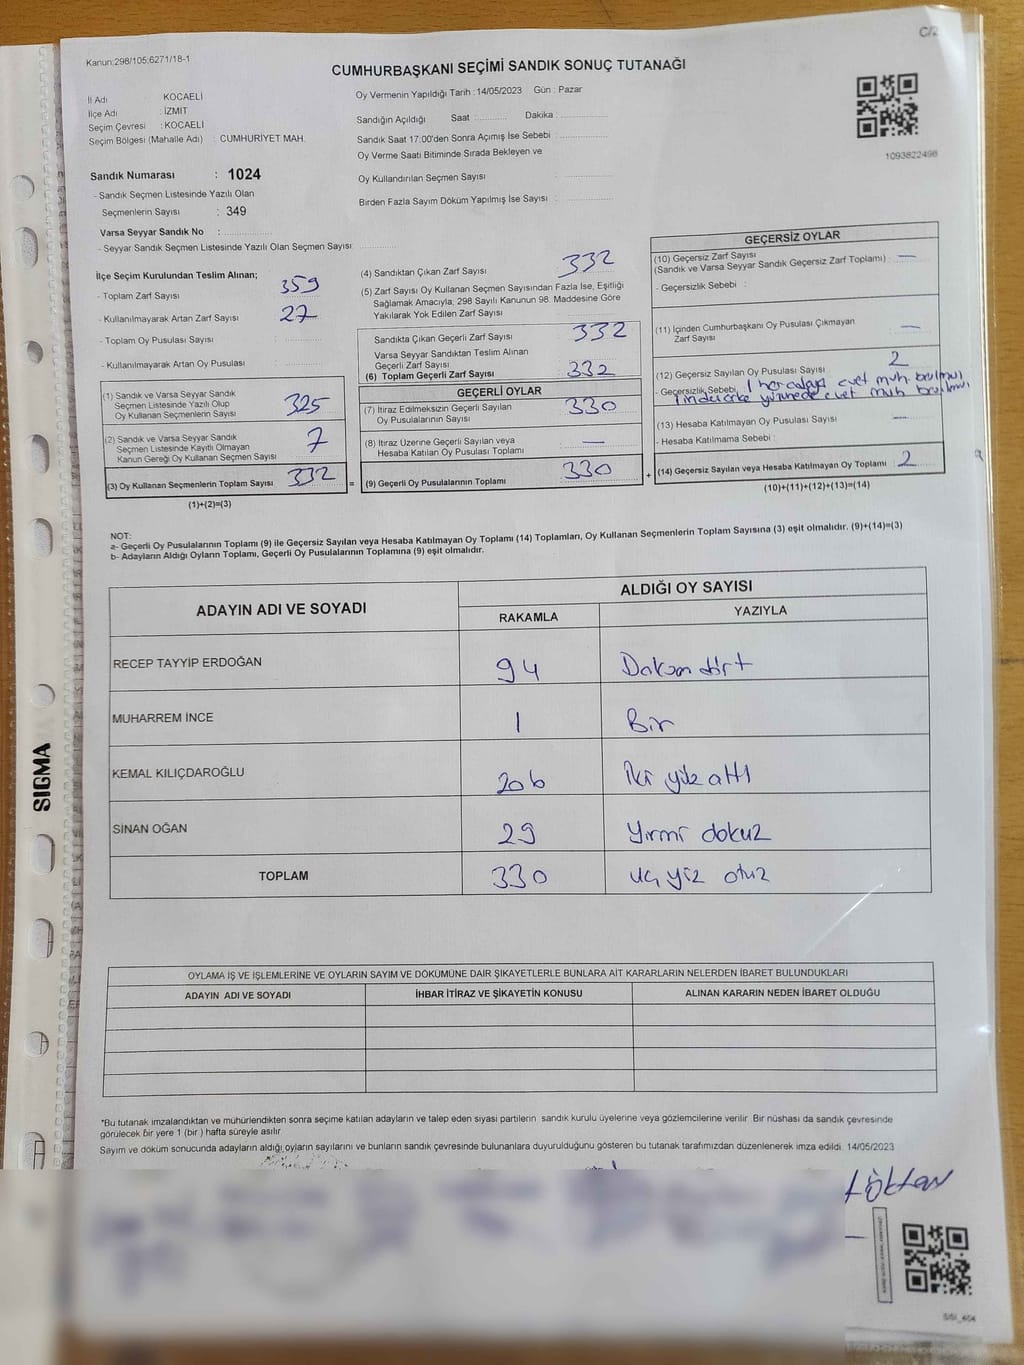 C/2
Kanun:298/105;6271/18-1
CUMHURBAŞKANI SEÇİMİ SANDIK SONUÇ TUTANAĞI
İl Adı : KOCAELİ
İlçe Adı : İZMİT
Seçim Çevresi : KOCAELİ
Seçim Bölgesi (Mahalle Adı) : CUMHURİYET MAH.
Sandık Numarası : 1024
- Sandık Seçmen Listesinde Yazılı Olan
Seçmenlerin Sayısı : 349
Varsa Seyyar Sandık No :
- Seyyar Sandık Seçmen Listesinde Yazılı Olan Seçmen Sayısı:
Oy Vermenin Yapıldığı Tarih : 14/05/2023 Gün : Pazar
Sandığın Açıldığı Saat : Dakika :
Sandık Saat 17:00'den Sonra Açımış İse Sebebi :
Oy Verme Saati Bitiminde Sırada Bekleyen ve
Oy Kullandırılan Seçmen Sayısı :
Birden Fazla Sayım Döküm Yapılmış İse Sayısı :
1093822498
İlçe Seçim Kurulundan Teslim Alınan;
- Toplam Zarf Sayısı : 359
- Kullanılmayarak Artan Zarf Sayısı : 27
- Toplam Oy Pusulası Sayısı :
- Kullanılmayarak Artan Oy Pusulası :
(1) Sandık ve Varsa Seyyar Sandık
Seçmen Listesinde Yazılı Olup
Oy Kullanan Seçmenlerin Sayısı : 325
(2) Sandık ve Varsa Seyyar Sandık
Seçmen Listesinde Kayıtlı Olmayan
Kanun Gereği Oy Kullanan Seçmen Sayısı : 7
(3) Oy Kullanan Seçmenlerin Toplam Sayısı : 332 =
(1)+(2)=(3)
(4) Sandıktan Çıkan Zarf Sayısı : 332
(5) Zarf Sayısı Oy Kullanan Seçmen Sayısından Fazla İse, Eşitliği
Sağlamak Amacıyla, 298 Sayılı Kanunun 98. Maddesine Göre
Yakılarak Yok Edilen Zarf Sayısı :
Sandıkta Çıkan Geçerli Zarf Sayısı : 332
Varsa Seyyar Sandıktan Teslim Alınan
Geçerli Zarf Sayısı :
(6) Toplam Geçerli Zarf Sayısı : 332
GEÇERLİ OYLAR
(7) İtiraz Edilmeksizin Geçerli Sayılan
Oy Pusulalarının Sayısı : 330
(8) İtiraz Üzerine Geçerli Sayılan veya
Hesaba Katılan Oy Pusulası Toplamı : —
(9) Geçerli Oy Pusulalarının Toplamı : 330 +
GEÇERSİZ OYLAR
(10) Geçersiz Zarf Sayısı
(Sandık ve Varsa Seyyar Sandık Geçersiz Zarf Toplamı) : —
- Geçersizlik Sebebi :
(11) İçinden Cumhurbaşkanı Oy Pusulası Çıkmayan
Zarf Sayısı : —
(12) Geçersiz Sayılan Oy Pusulası Sayısı : 2
- Geçersizlik Sebebi : 1 evet muh
1 evet muh
(13) Hesaba Katılmayan Oy Pusulası Sayısı : —
- Hesaba Katılmama Sebebi :
(14) Geçersiz Sayılan veya Hesaba Katılmayan Oy Toplamı : 2
(10)+(11)+(12)+(13)=(14)
NOT:
a- Geçerli Oy Pusulalarının Toplamı (9) ile Geçersiz Sayılan veya Hesaba Katılmayan Oy Toplamı (14) Toplamları, Oy Kullanan Seçmenlerin Toplam Sayısına (3) eşit olmalıdır. (9)+(14)=(3)
b- Adayların Aldığı Oyların Toplamı, Geçerli Oy Pusulalarının Toplamına (9) eşit olmalıdır.
ADAYIN ADI VE SOYADI ALDIĞI OY SAYISI
RAKAMLA YAZIYLA
RECEP TAYYİP ERDOĞAN 94 Doksan dört
MUHARREM İNCE 1 Bir
KEMAL KILIÇDAROĞLU 206 iki yüz altı
SİNAN OĞAN 29 Yirmi dokuz
TOPLAM 330 üç yüz otuz
OYLAMA İŞ VE İŞLEMLERİNE VE OYLARIN SAYIM VE DÖKÜMÜNE DAİR ŞİKAYETLERLE BUNLARA AİT KARARLARIN NELERDEN İBARET BULUNDUKLARI
ADAYIN ADI VE SOYADI İHBAR İTİRAZ VE ŞİKAYETİN KONUSU ALINAN KARARIN NEDEN İBARET OLDUĞU
*Bu tutanak imzalandıktan ve mühürlendikten sonra seçime katılan adayların ve talep eden siyasi partilerin sandık kurulu üyelerine veya gözlemcilerine verilir. Bir nüshası da sandık çevresinde
görülecek bir yere 1 (bir ) hafta süreyle asılır.
Sayım ve döküm sonucunda adayların aldığı oyların sayılarını ve bunların sandık çevresinde bulunanlara duyurulduğunu gösteren bu tutanak tarafımızdan düzenlenerek imza edildi. 14/05/2023
SIGMA